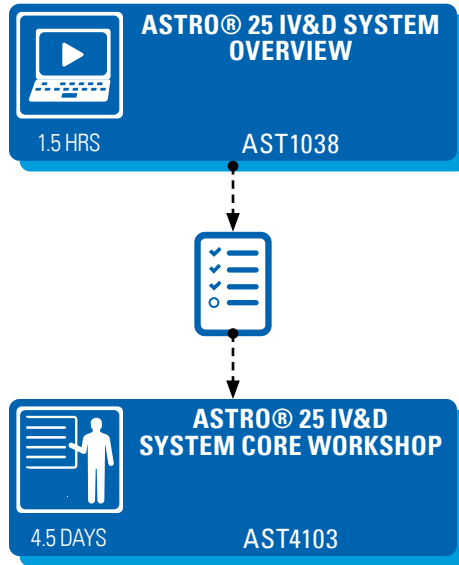 ASTRO® 25 IV&D SYSTEM
OVERVIEW
1.5 HRS
AST1038
ASTRO® 25 IV&D
SYSTEM CORE WORKSHOP
4.5 DAYS
AST4103